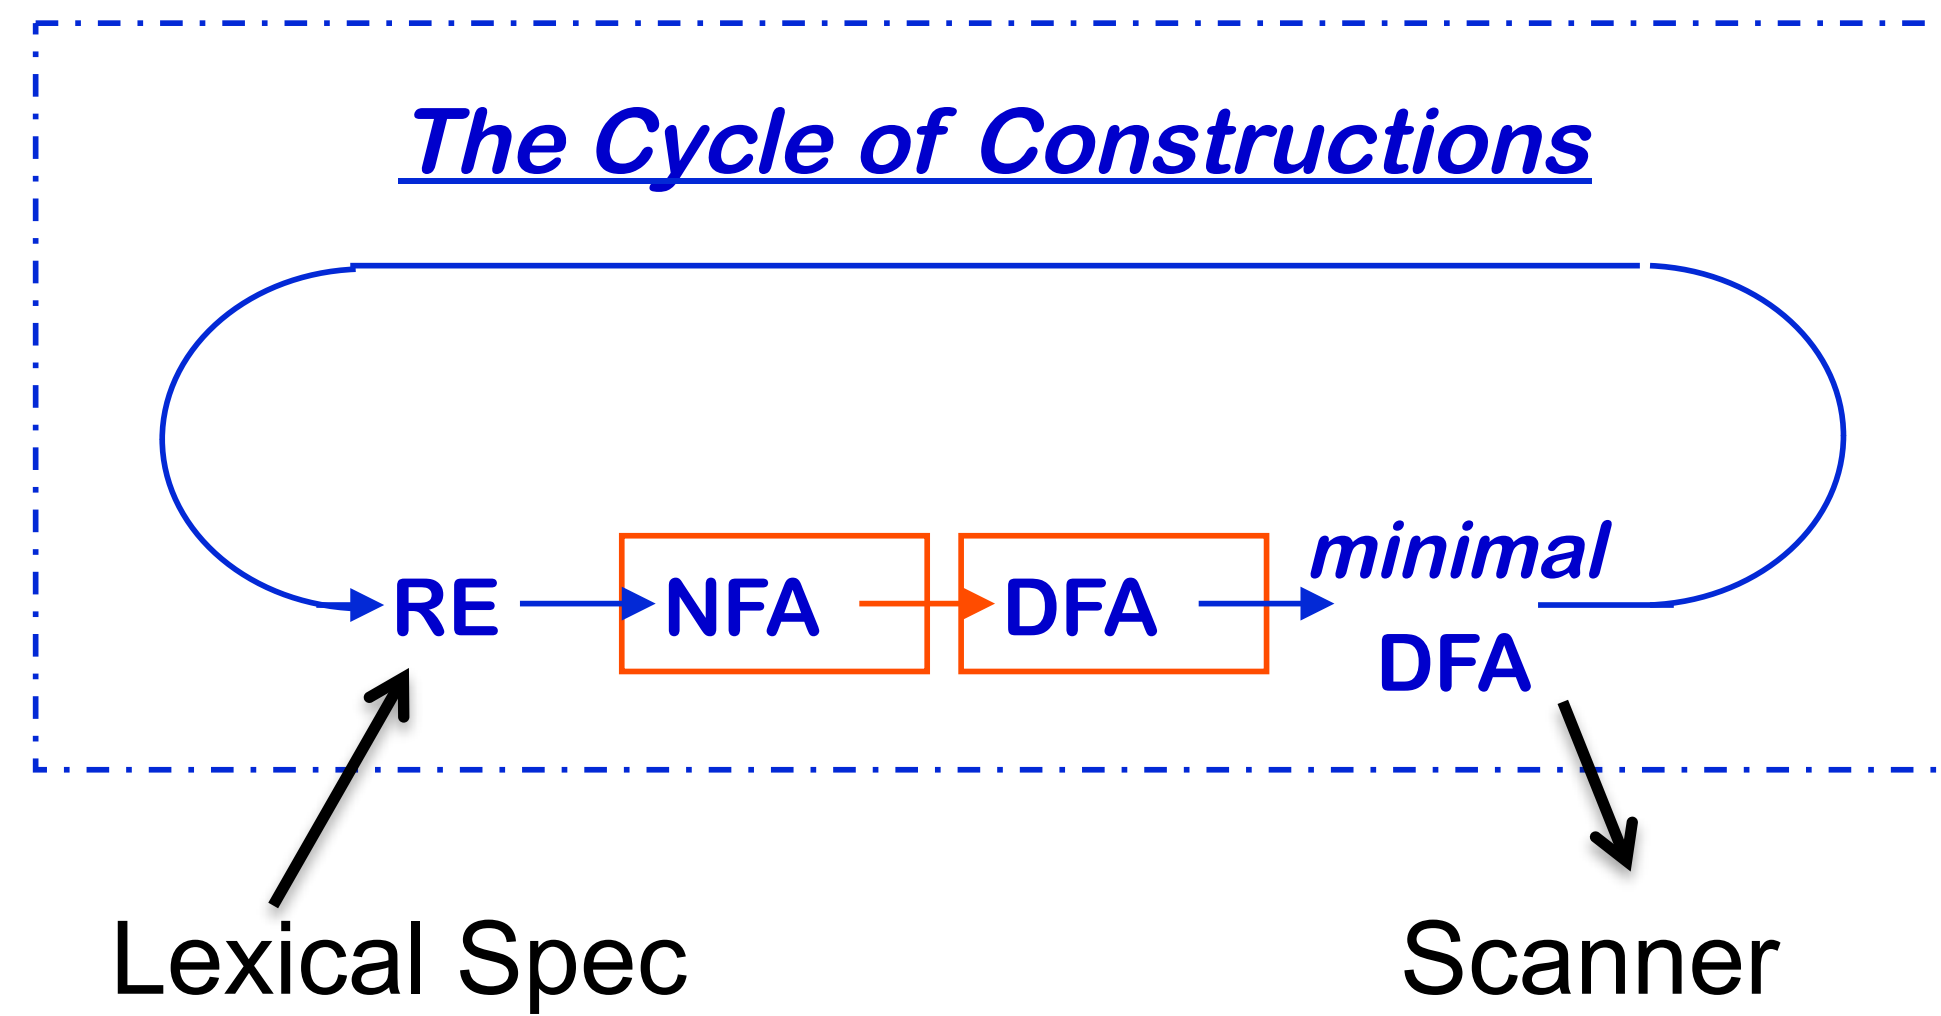 The Cycle of Constructions
minimal
RE NFA DFA
DFA
Lexical Spec Scanner